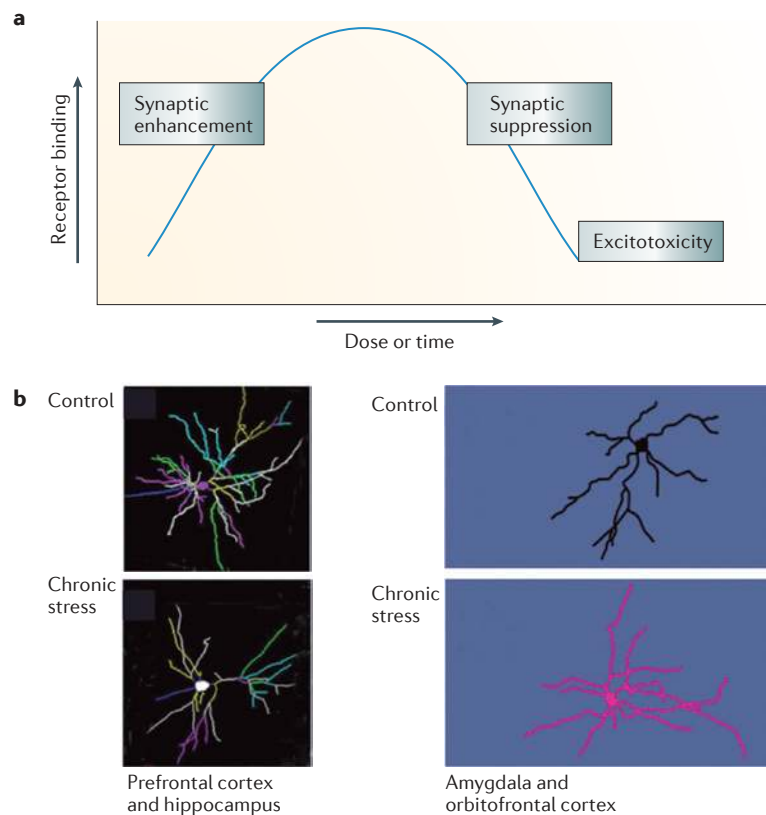 a
Receptor binding
Synaptic
enhancement
Synaptic
suppression
Excitotoxicity
Dose or time
b
Control
Control
Chronic
stress
Chronic
stress
Prefrontal cortex
and hippocampus
Amygdala and
orbitofrontal cortex